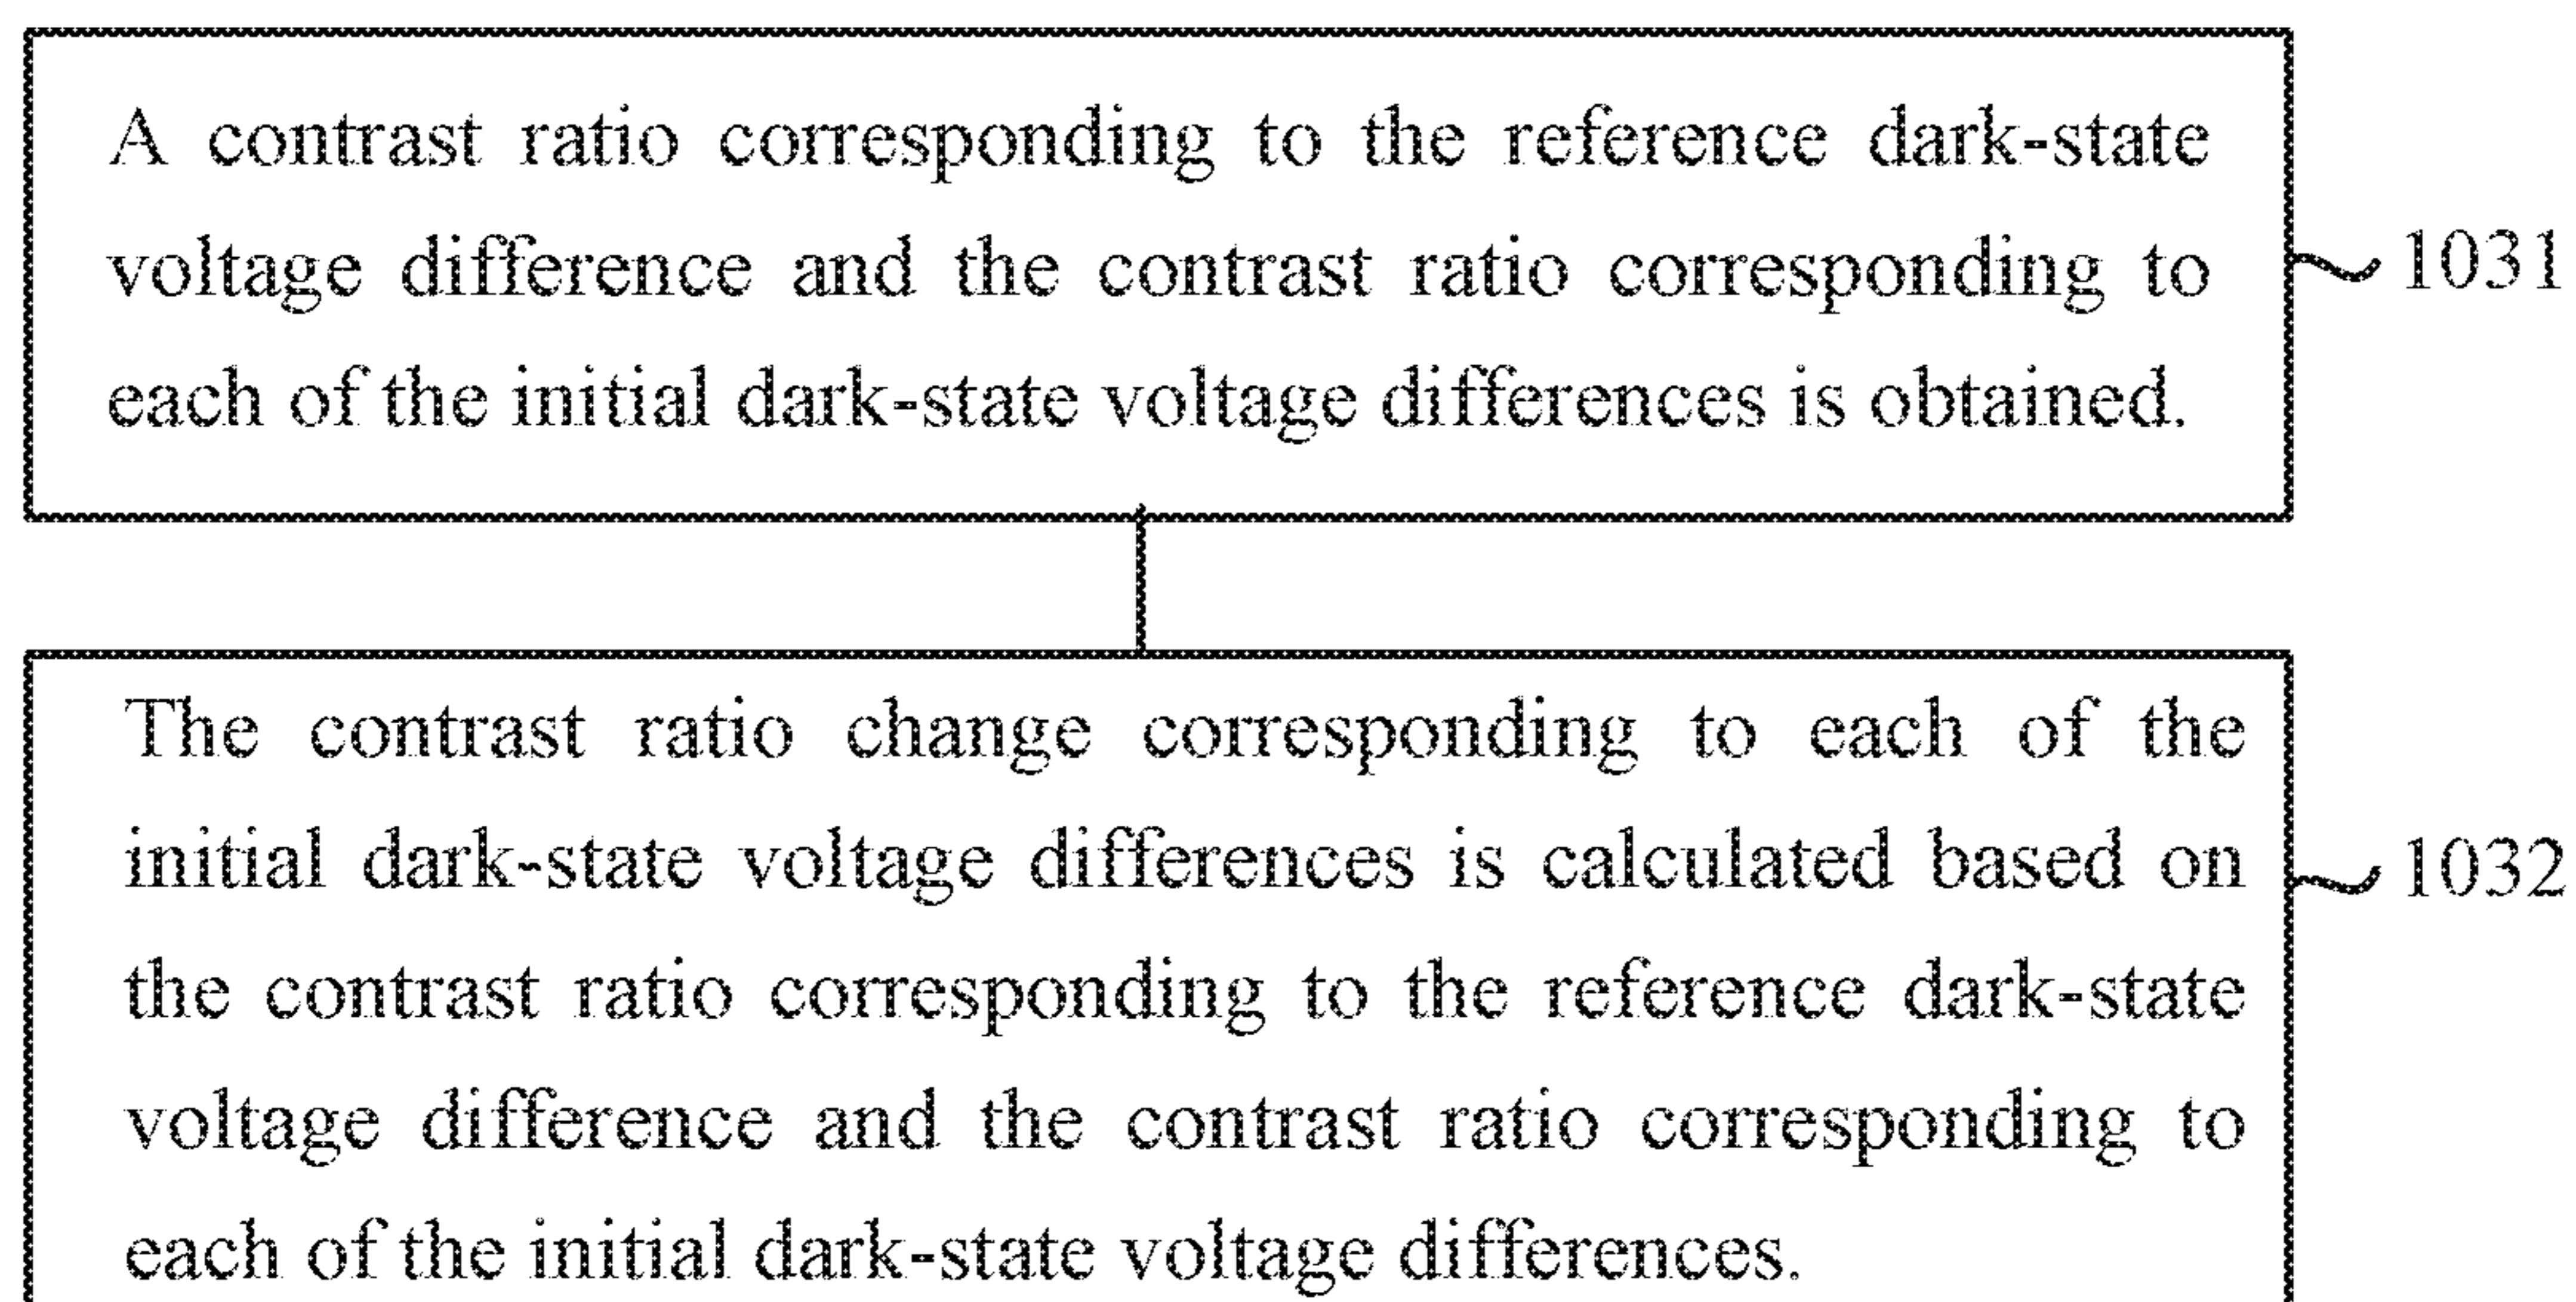 A contrast ratio corresponding to the reference dark-state
voltage difference and the contrast ratio corresponding to
each of the initial dark-state voltage differences is obtained.
1031
The contrast ratio change corresponding to each of the
initial dark-state voltage differences is calculated based on
the contrast ratio corresponding to the reference dark-state
voltage difference and the contrast ratio corresponding to
each of the initial dark-state voltage differences.
1032